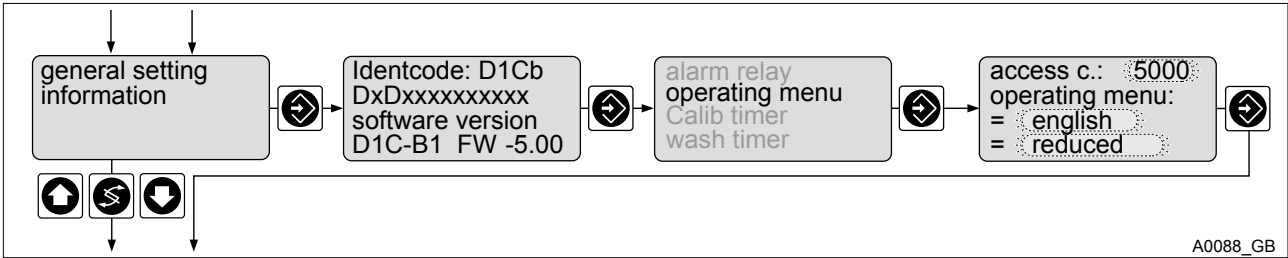 general setting
information
Identcode: D1Cb
DxDxxxxxxxxxx
software version
D1C-B1 FW -5.00
alarm relay
operating menu
Calib timer
wash timer
access c.: 5000
operating menu:
= english
= reduced
A0088_GB